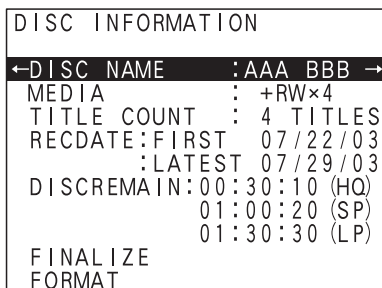 DISC INFORMATION
←DISC NAME :AAA BBB →
MEDIA : +RW×4
TITLE COUNT : 4 TITLES
RECDATE:FIRST 07/22/03
:LATEST 07/29/03
DISCREMAIN:00:30:10 (HQ)
01:00:20 (SP)
01:30:30 (LP)
FINALIZE
FORMAT